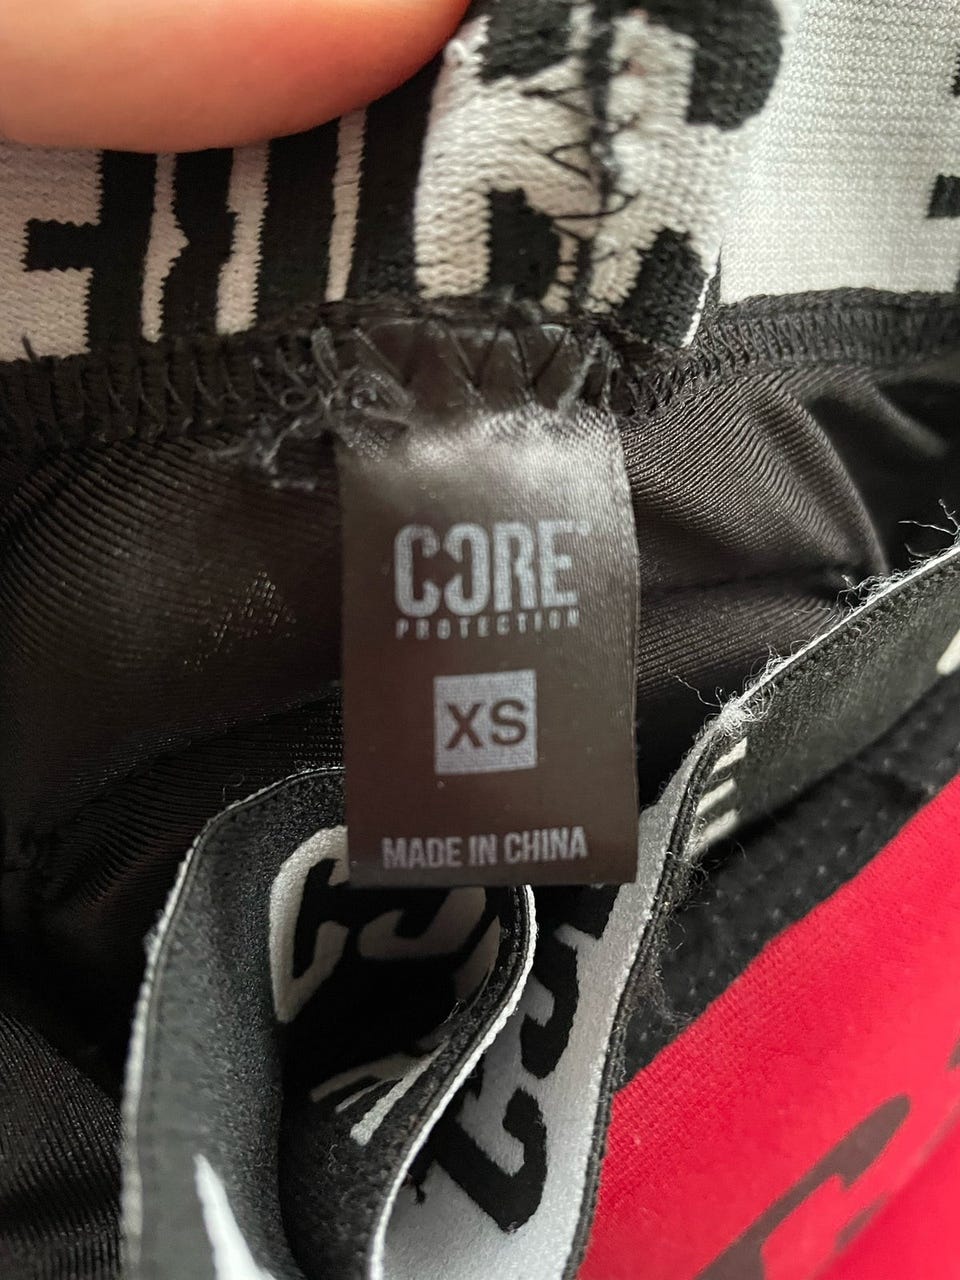 CORE
PROTECTION
XS
MADE IN CHINA